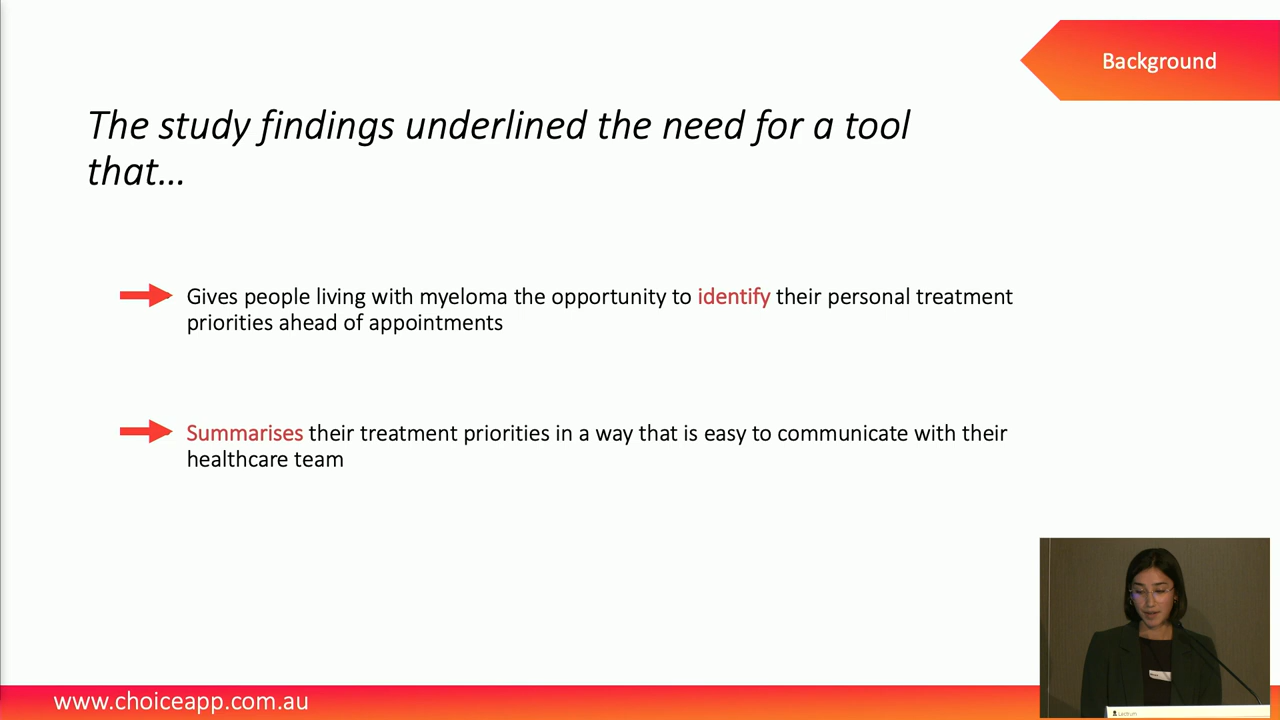 Background
The study findings underlined the need for a tool
that...
Gives people living with myeloma the opportunity to identify their personal treatment
priorities ahead of appointments
Summarises their treatment priorities in a way that is easy to communicate with their
healthcare team
www.choiceapp.com.au